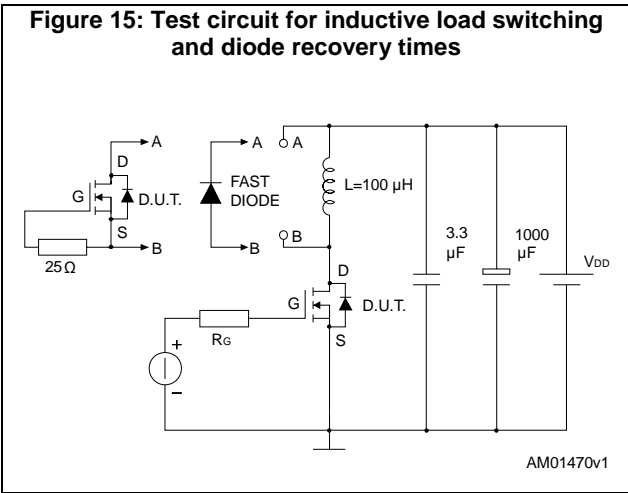 Figure 15: Test circuit for inductive load switching
and diode recovery times
A
D
G
D.U.T.
S
B
25Ω
A
FAST
DIODE
B
A
B
L=100 µH
3.3
µF
1000
µF
VDD
D
G
D.U.T.
S
RG
+
−
AM01470v1